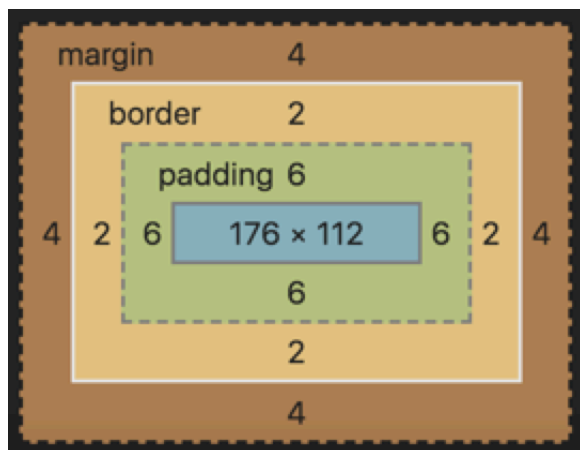 margin 4
border 2
padding 6
4 2 6 176 × 112 6 2 4
6
2
4